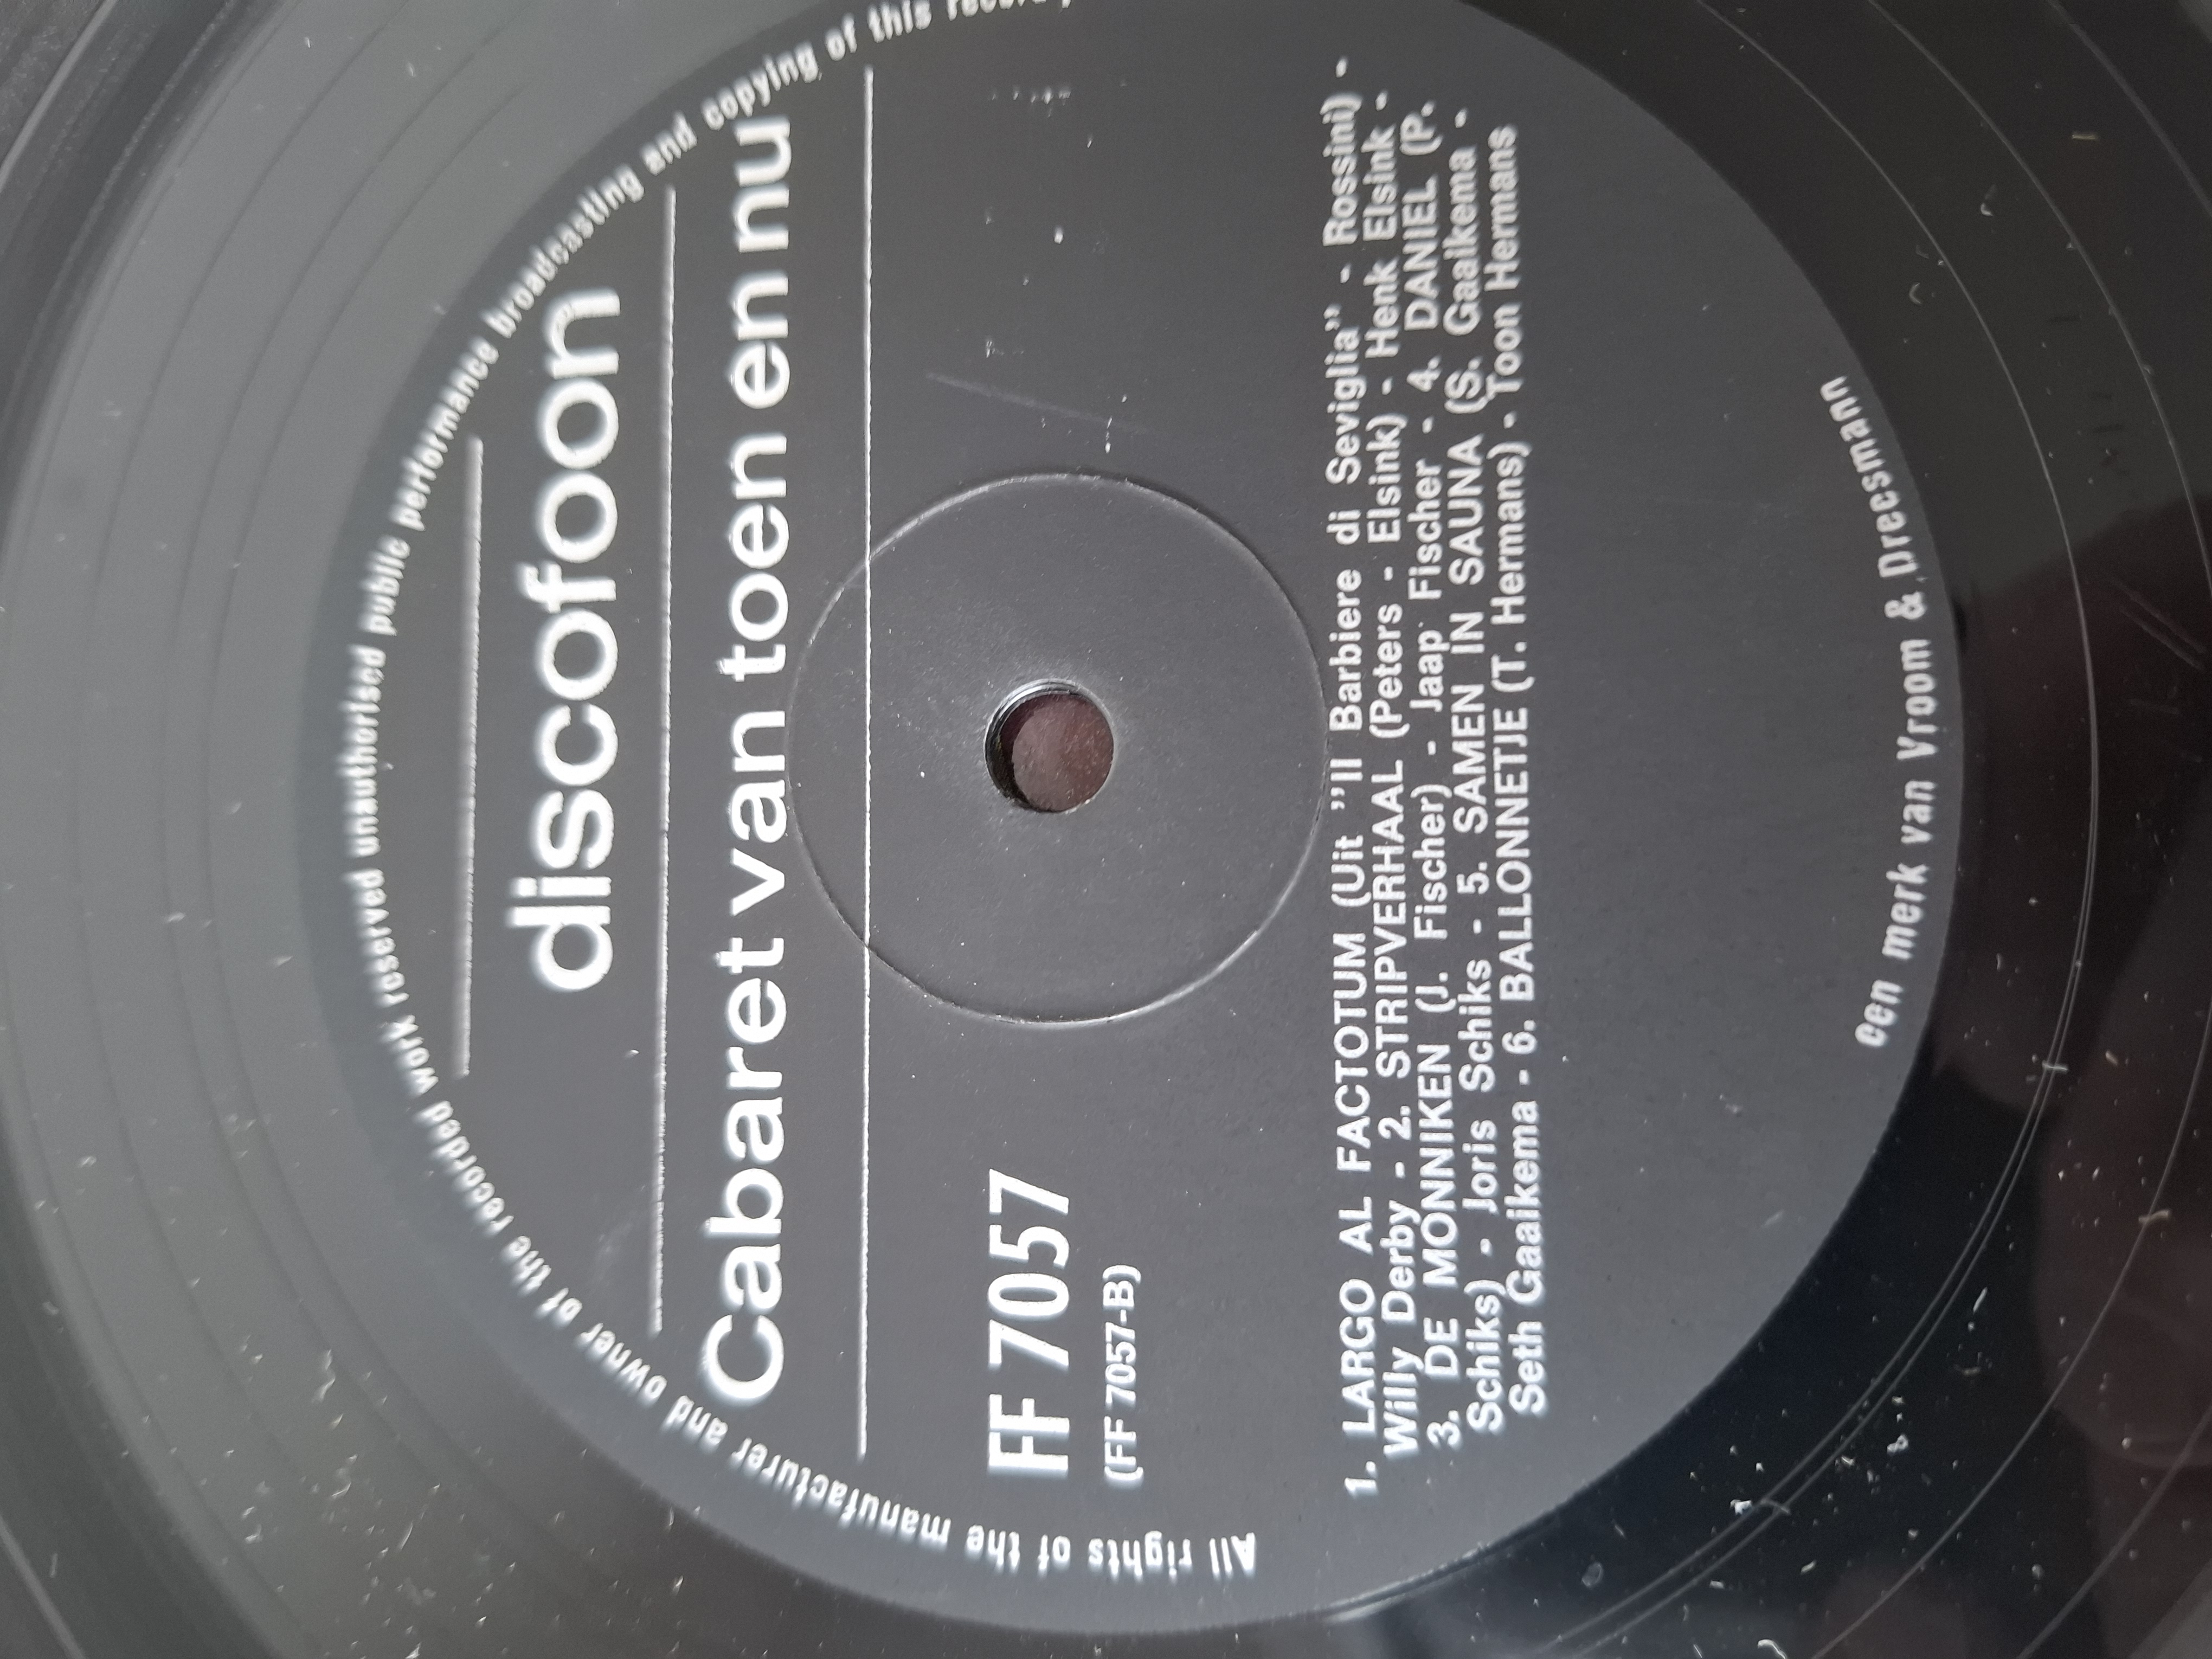 All rights of the manufacturer and owner of the recorded work reserved unauthorised public performance broadcasting and copying of this
discofoon
Cabaret van toen en nu
FF 7057
(FF 7057-B)
1. LARGO AL FACTOTUM (Uit "Il Barbiere di Seviglia" - Rossini) -
Willy Derby - 2. STRIPVERHAAL (Peters - Elsink) - Henk Elsink -
3. DE MONNIKEN (J. Fischer) - Jaap Fischer - 4. DANIEL (P.
Schiks) - Joris Schiks - 5. SAMEN IN SAUNA (S. Gaaikema -
Seth Gaaikema - 6. BALLONNETJE (T. Hermans) - Toon Hermans
een merk van Vroom & Dreesmann